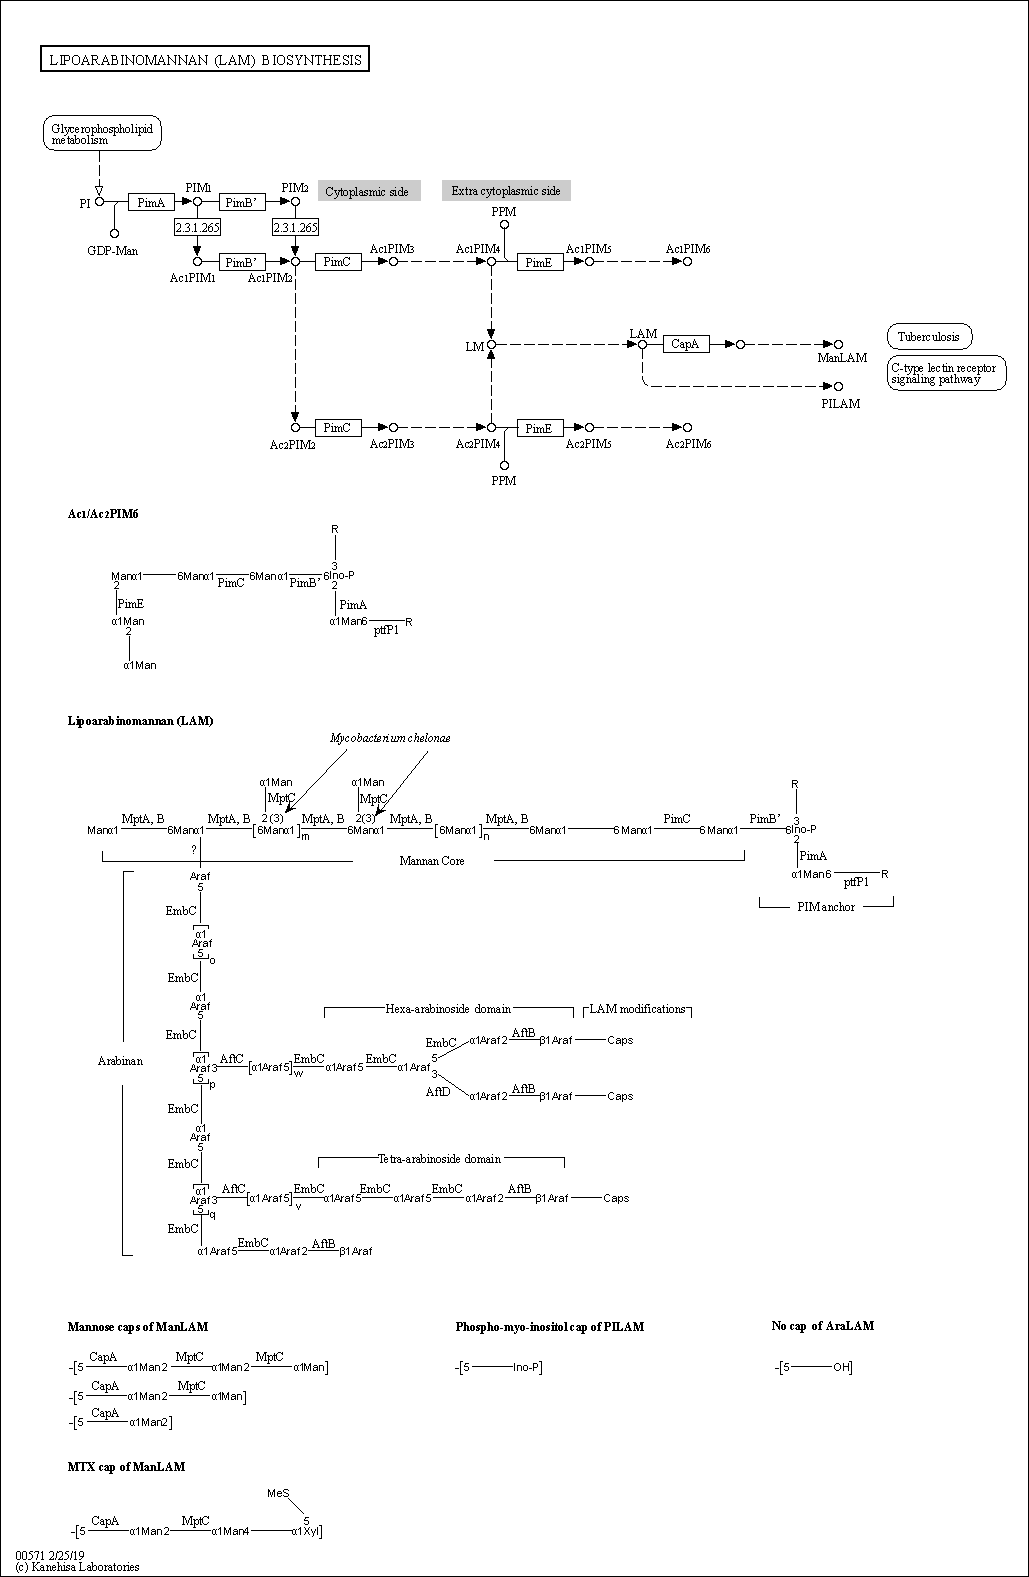 LIPOARABINOMANNAN (LAM) BIOSYNTHESIS
Glycerophospholipid
metabolism
PIM1 PIM2 Cytoplasmic side Extra cytoplasmic side
PI PimA PimB’
PPM
2.3.1.265 2.3.1.265
GDP-Man
Ac1PIM3 Ac1PIM4 Ac1PIM5 Ac1PIM6
PimB’ PimC PimE
Ac1PIM1 Ac1PIM2
LAM
Tuberculosis
LM CapA
ManLAM
C-type lectin receptor
signaling pathway
PILAM
PimC PimE
Ac2PIM2 Ac2PIM3 Ac2PIM4 Ac2PIM5 Ac2PIM6
PPM
Ac1/Ac2PIM6
R
3
Manα1 6Manα1 PimC 6Manα1 PimB’ 6Ino-P
2 2
PimE PimA
α1Man α1Man6 ptfP1 R
2
α1Man
Lipoarabinomannan (LAM)
Mycobacterium chelonae
α1Man α1Man R
MptC MptC
MptA, B MptA, B 2(3) MptA, B 2(3) MptA, B MptA, B PimC PimB’ 3
Manα1 6Manα1 [6Manα1]m 6Manα1 [6Manα1]n 6Manα1 6Manα1 6Manα1 6Ino-P
2
? Mannan Core PimA
Araf α1Man6 ptfP1 R
5
EmbC PIM anchor
α1
Araf
5 o
EmbC
α1
Araf
5
Hexa-arabinoside domain LAM modifications
EmbC EmbC α1Araf2 AftB β1Araf Caps
Arabinan α1 AftC EmbC EmbC 5
Araf3 [α1Araf5]w α1Araf5 α1Araf
5 p 3
AftD α1Araf2 AftB β1Araf Caps
EmbC
α1
Araf
5
EmbC Tetra-arabinoside domain
α1 AftC EmbC EmbC EmbC AftB
Araf3 [α1Araf5]v α1Araf5 α1Araf5 α1Araf2 β1Araf Caps
5 q
EmbC EmbC AftB
α1Araf5 α1Araf2 β1Araf
Mannose caps of ManLAM Phospho-myo-inositol cap of PILAM No cap of AraLAM
CapA MptC MptC
-[5 α1Man2 α1Man2 α1Man] -[5 Ino-P] -[5 OH]
CapA MptC
-[5 α1Man2 α1Man]
CapA
-[5 α1Man2]
MTX cap of ManLAM
MeS
CapA MptC 5
-[5 α1Man2 α1Man4 α1Xyl]
00571 2/25/19
(c) Kanehisa Laboratories